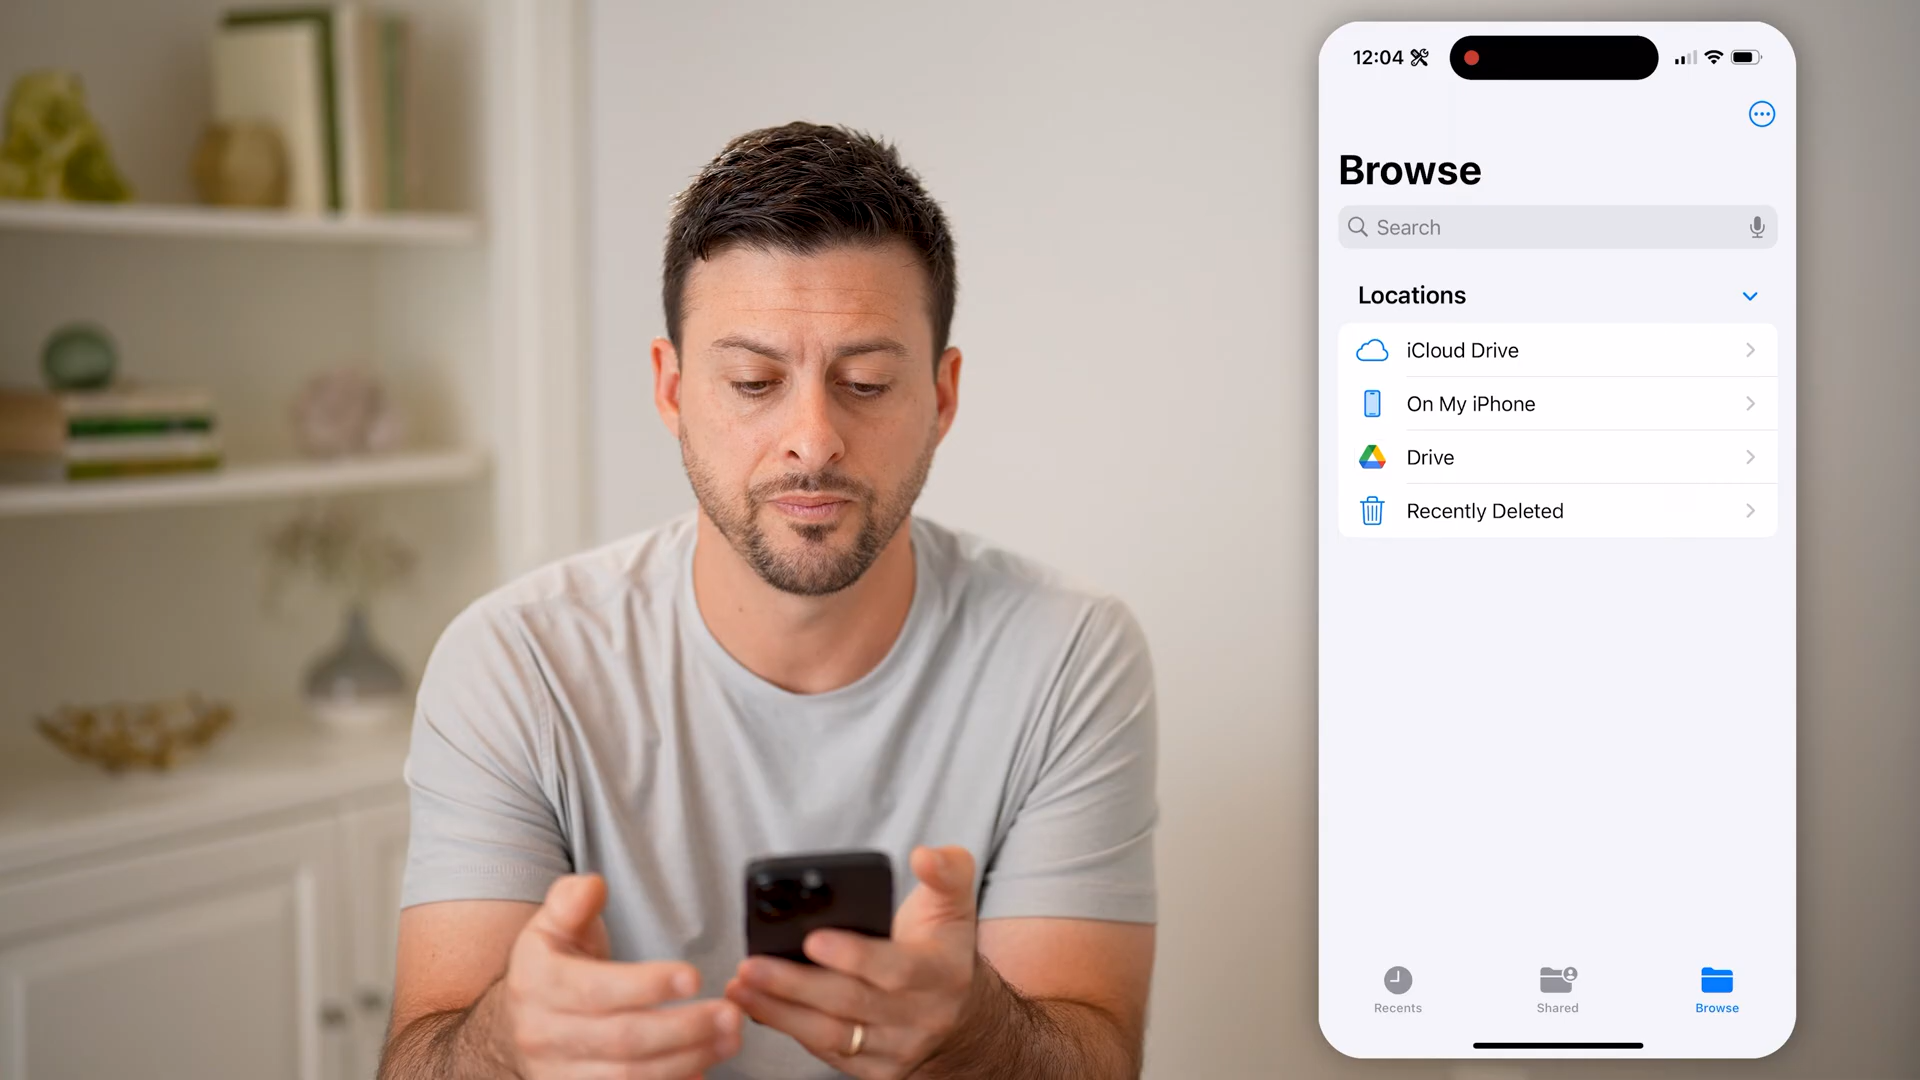 12:04
Browse
Search
Locations
iCloud Drive
On My iPhone
Drive
Recently Deleted
Recents
Shared
Browse